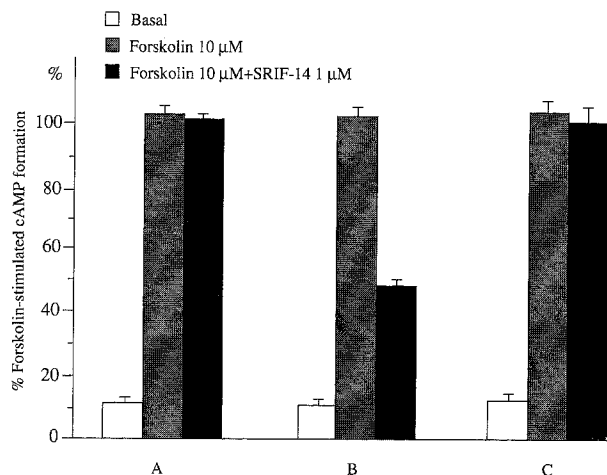 Basal
Forskolin 10 µM
Forskolin 10 µM+SRIF-14 1 µM
%
100
80
60
40
20
0
% Forskolin-stimulated cAMP formation
A
B
C